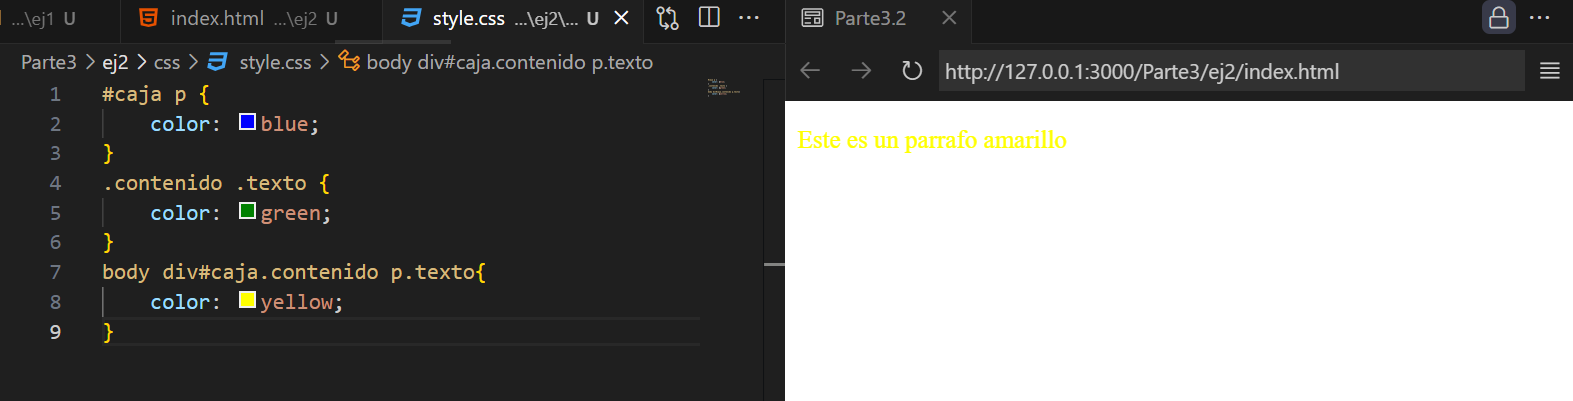 ...\ej1 U index.html ...\ej2 U style.css ...\ej2\... U
Parte3 > ej2 > css > style.css > body div#caja.contenido p.texto
1 #caja p {
2 color: blue;
3 }
4 .contenido .texto {
5 color: green;
6 }
7 body div#caja.contenido p.texto{
8 color: yellow;
9 }
Parte3.2
http://127.0.0.1:3000/Parte3/ej2/index.html
Este es un parrafo amarillo